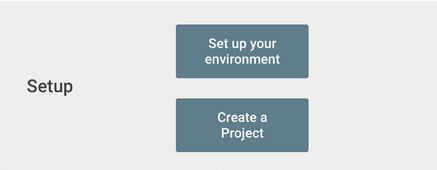 Setup
Set up your
environment
Create a
Project